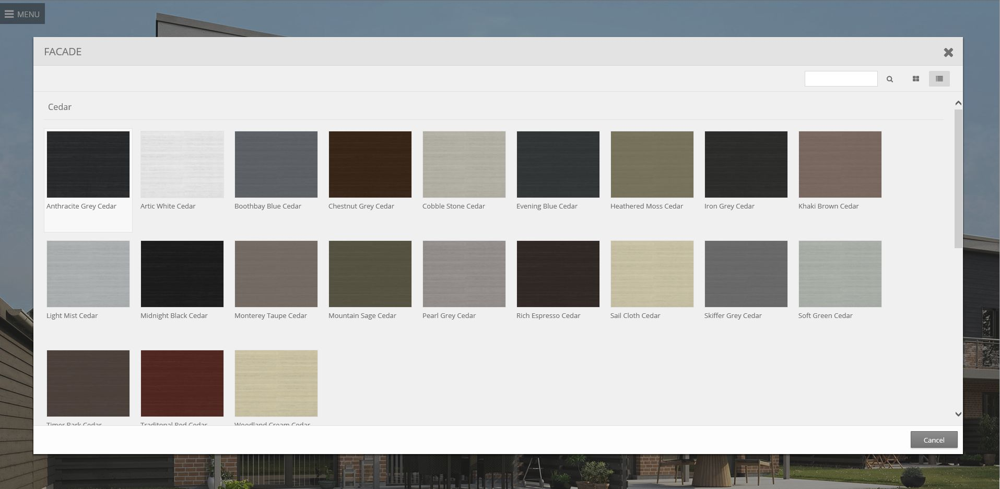 MENU
FACADE
Cedar
Anthracite Grey Cedar
Artic White Cedar
Boothbay Blue Cedar
Chestnut Grey Cedar
Cobble Stone Cedar
Evening Blue Cedar
Heathered Moss Cedar
Iron Grey Cedar
Khaki Brown Cedar
Light Mist Cedar
Midnight Black Cedar
Monterey Taupe Cedar
Mountain Sage Cedar
Pearl Grey Cedar
Rich Espresso Cedar
Sail Cloth Cedar
Skiffer Grey Cedar
Soft Green Cedar
Timer Bark Cedar
Traditonal Red Cedar
Woodland Cream Cedar
Cancel